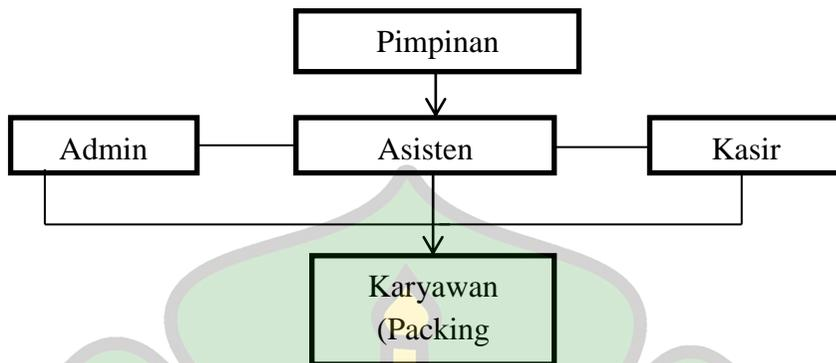 Pimpinan
Admin
Asisten
Kasir
Karyawan
(Packing